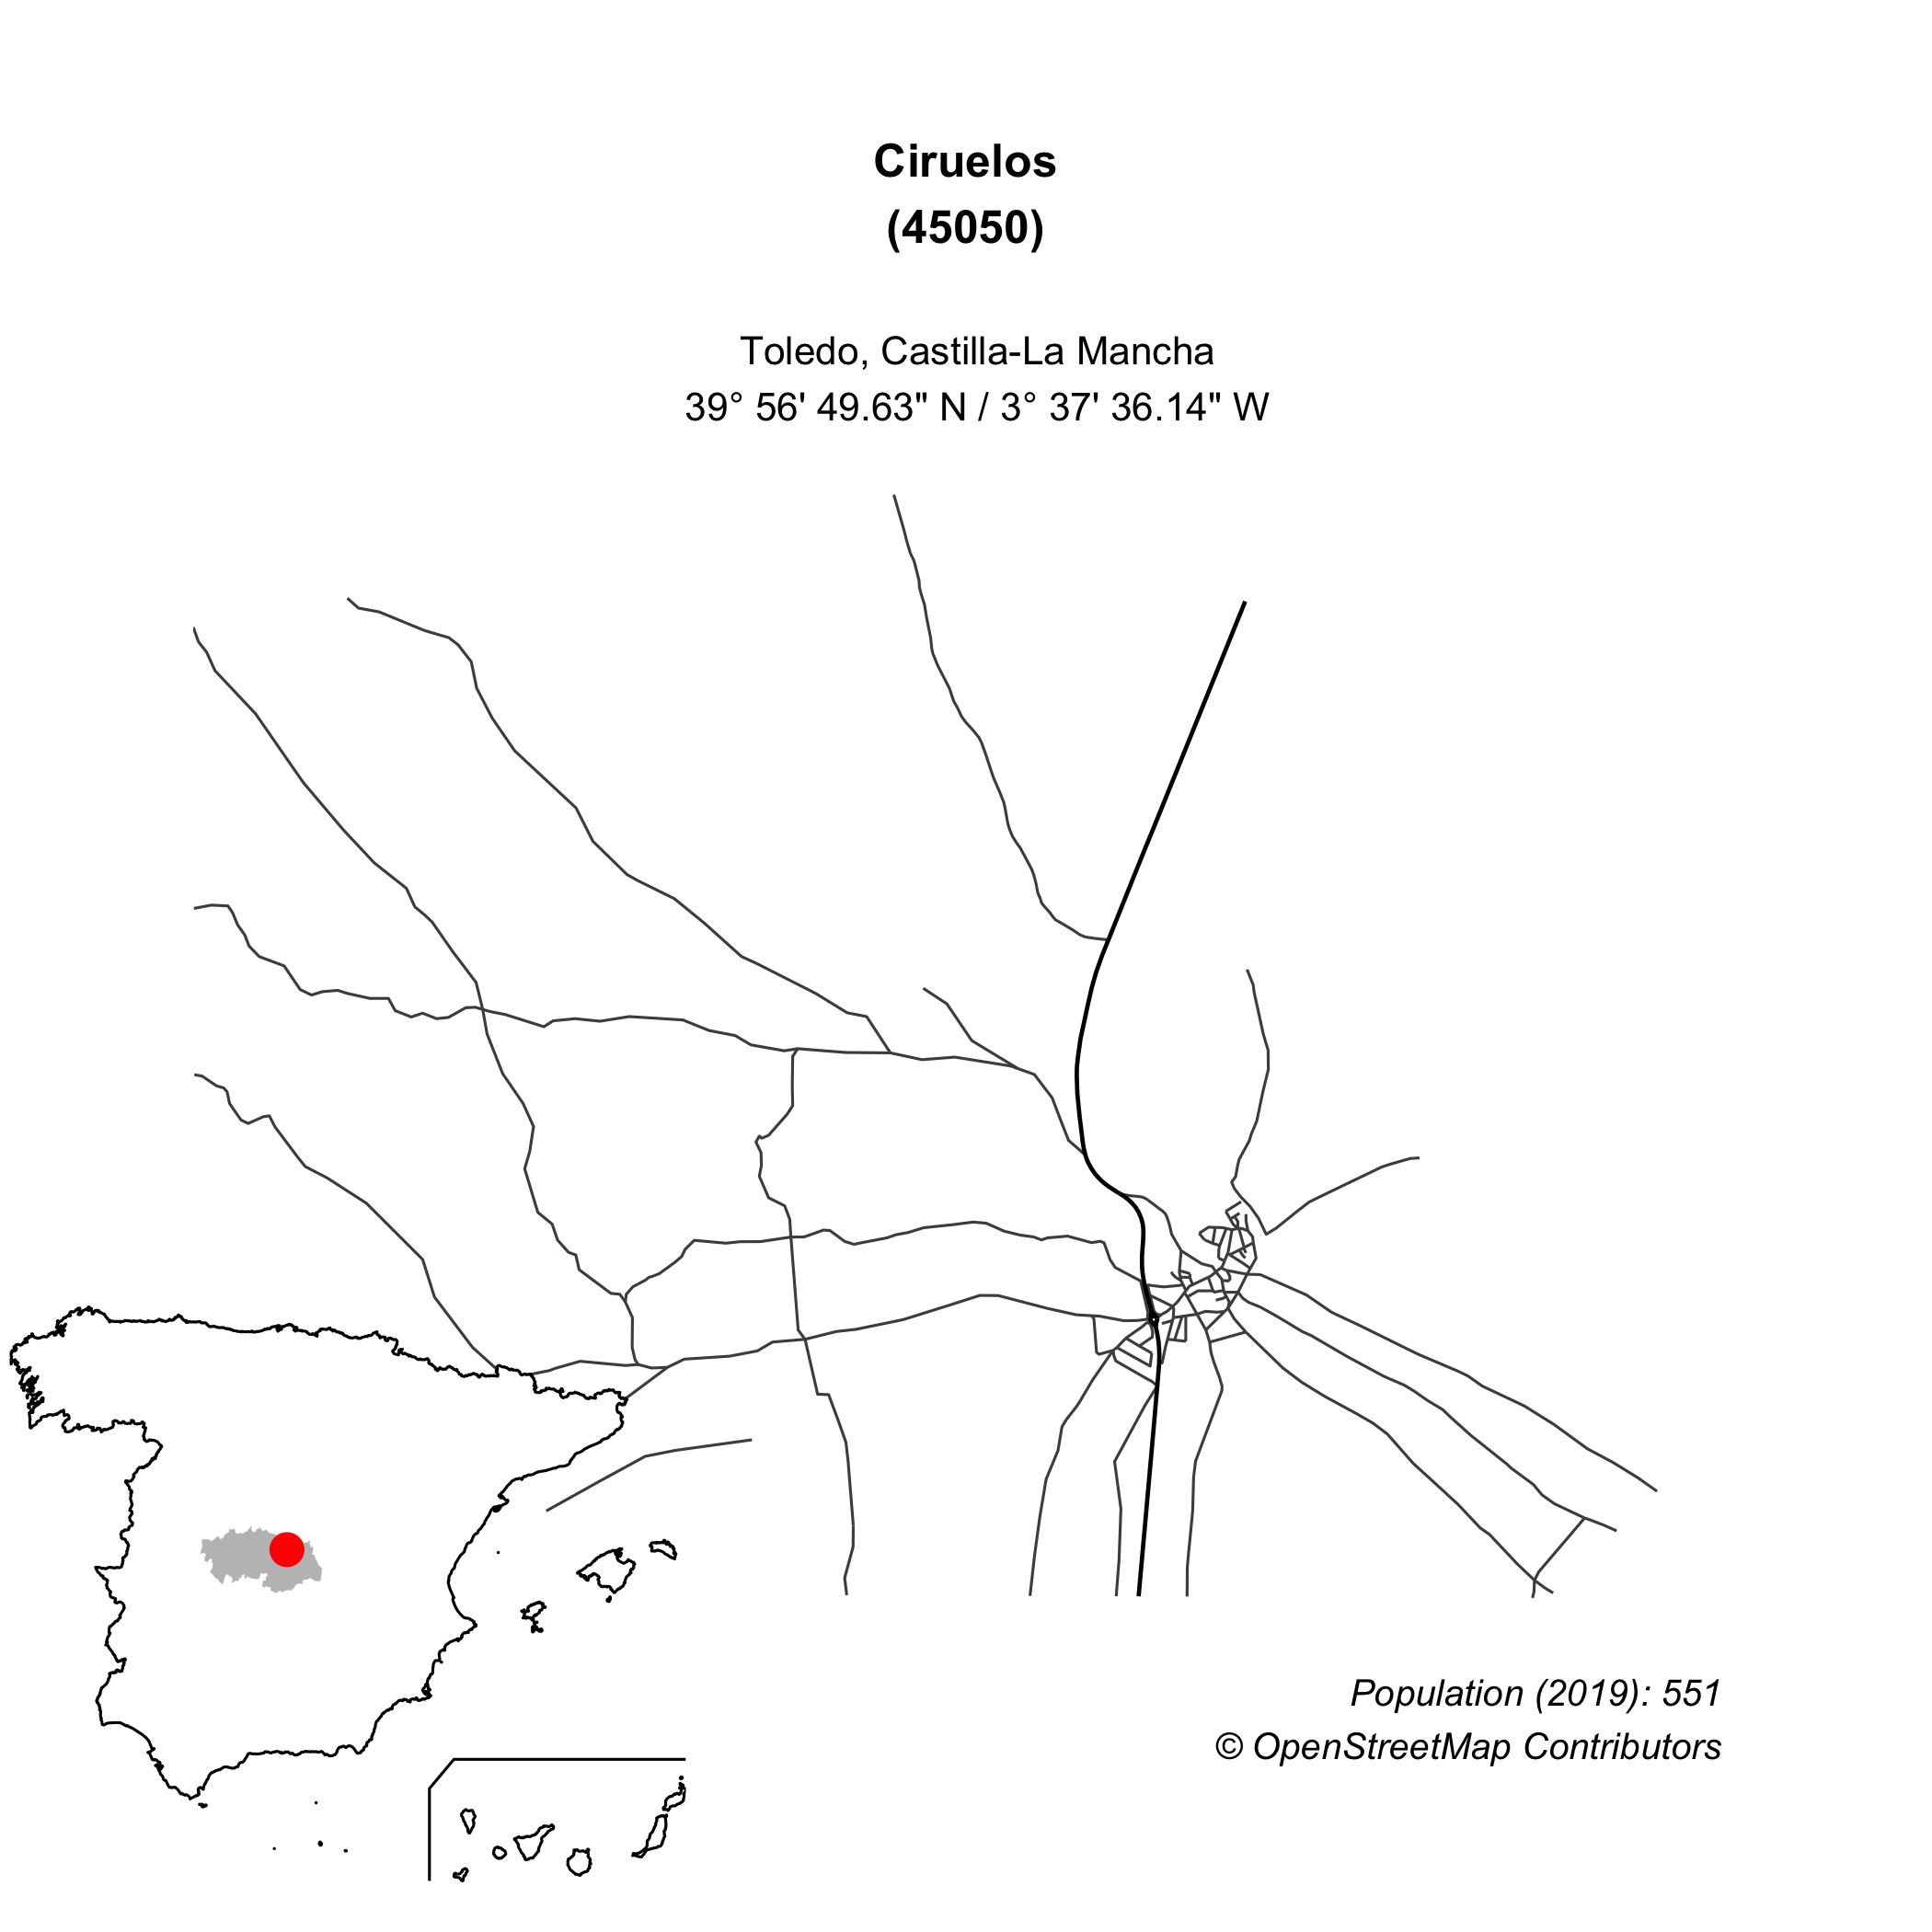 Ciruelos
(45050)
Toledo, Castilla-La Mancha
39° 56' 49.63" N / 3° 37' 36.14" W
Population (2019): 551
© OpenStreetMap Contributors